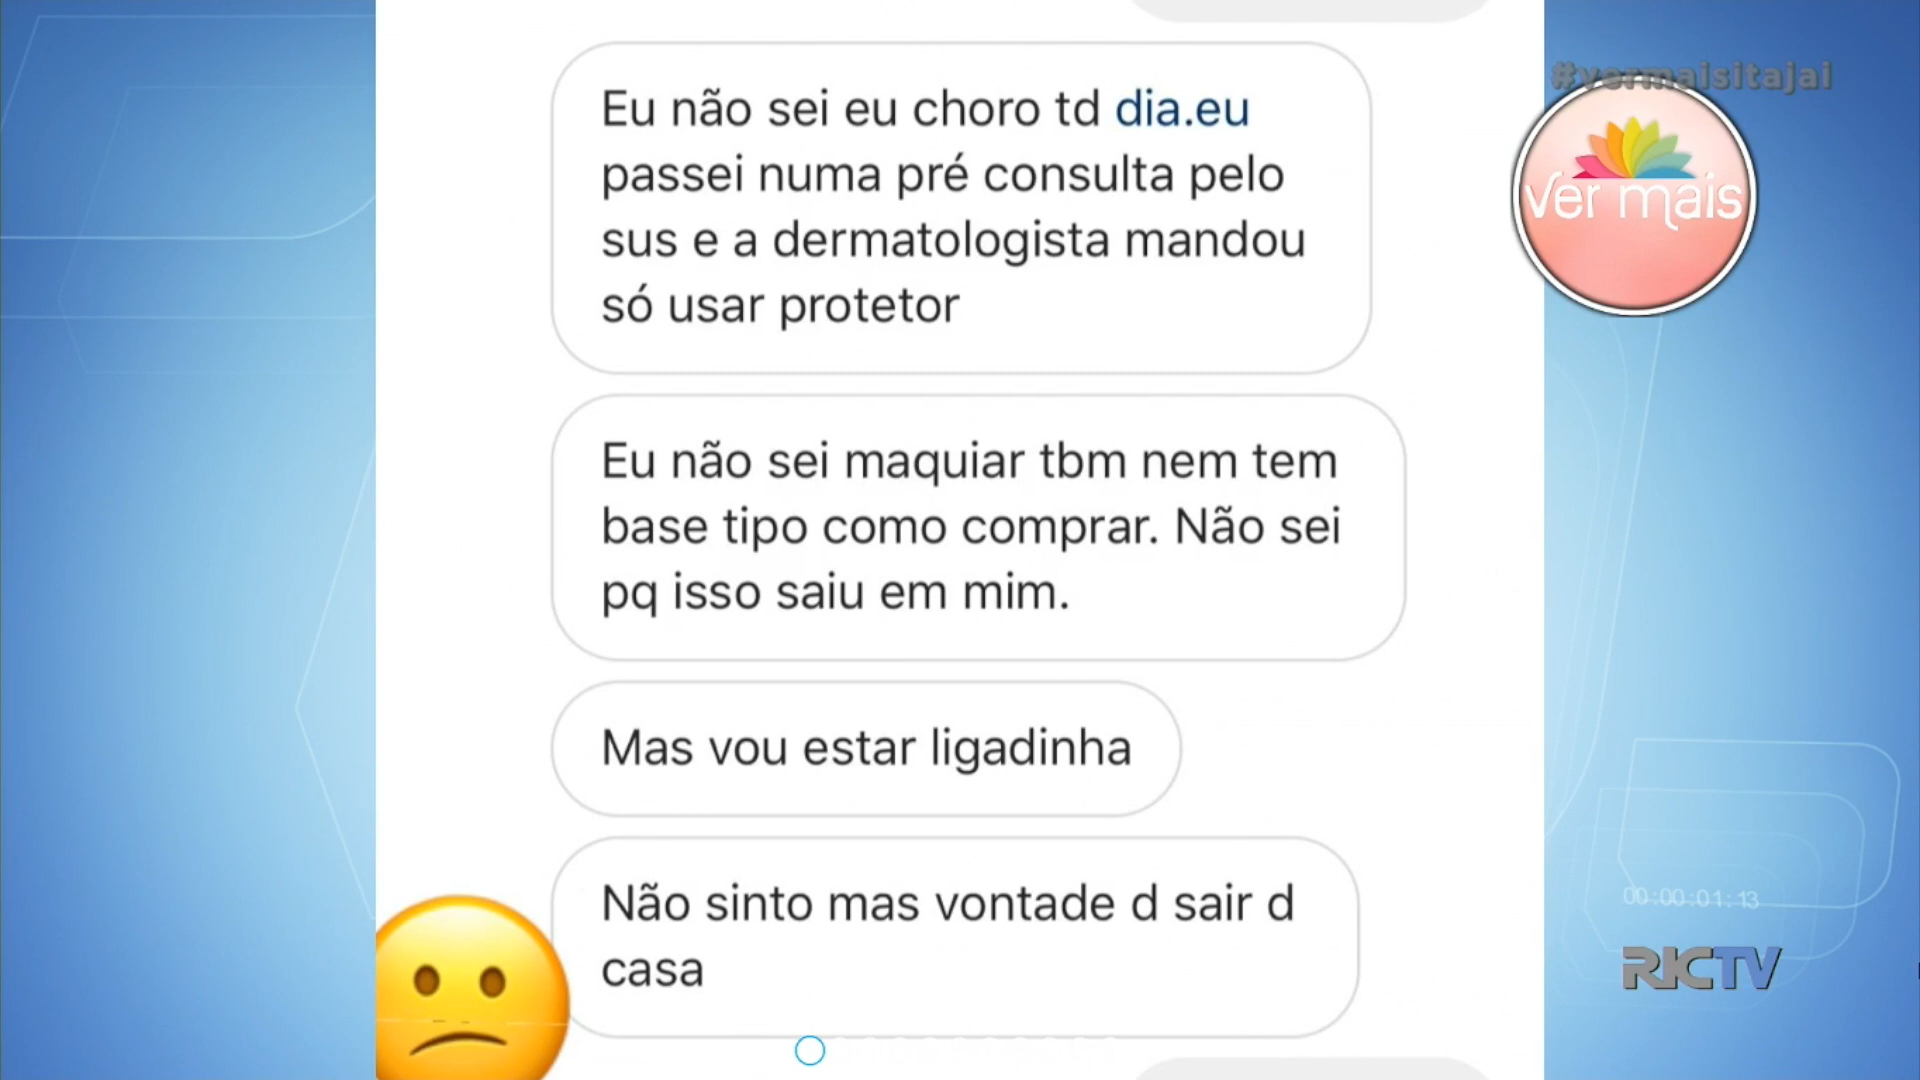 #vermaisitajai
ver mais
Eu não sei eu choro td dia.eu
passei numa pré consulta pelo
sus e a dermatologista mandou
só usar protetor
Eu não sei maquiar tbm nem tem
base tipo como comprar. Não sei
pq isso saiu em mim.
Mas vou estar ligadinha
Não sinto mas vontade d sair d
casa
00:00:01:13
RICTV